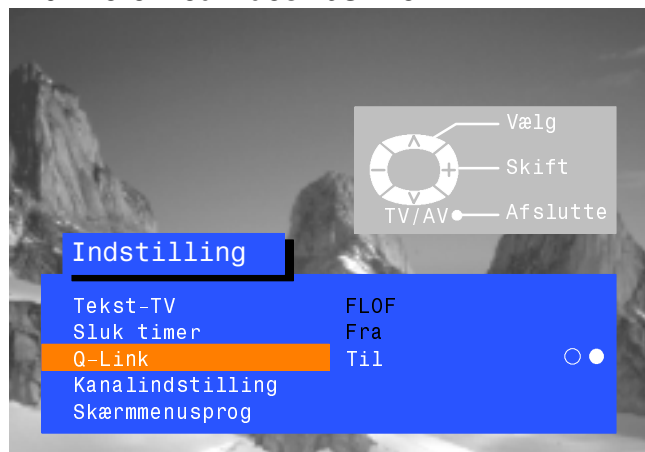 Vælg
Skift
TV/AV Afslutte
Indstilling
Tekst-TV FLOF
Sluk timer Fra
Q-Link Til
Kanalindstilling
Skærmmenusprog